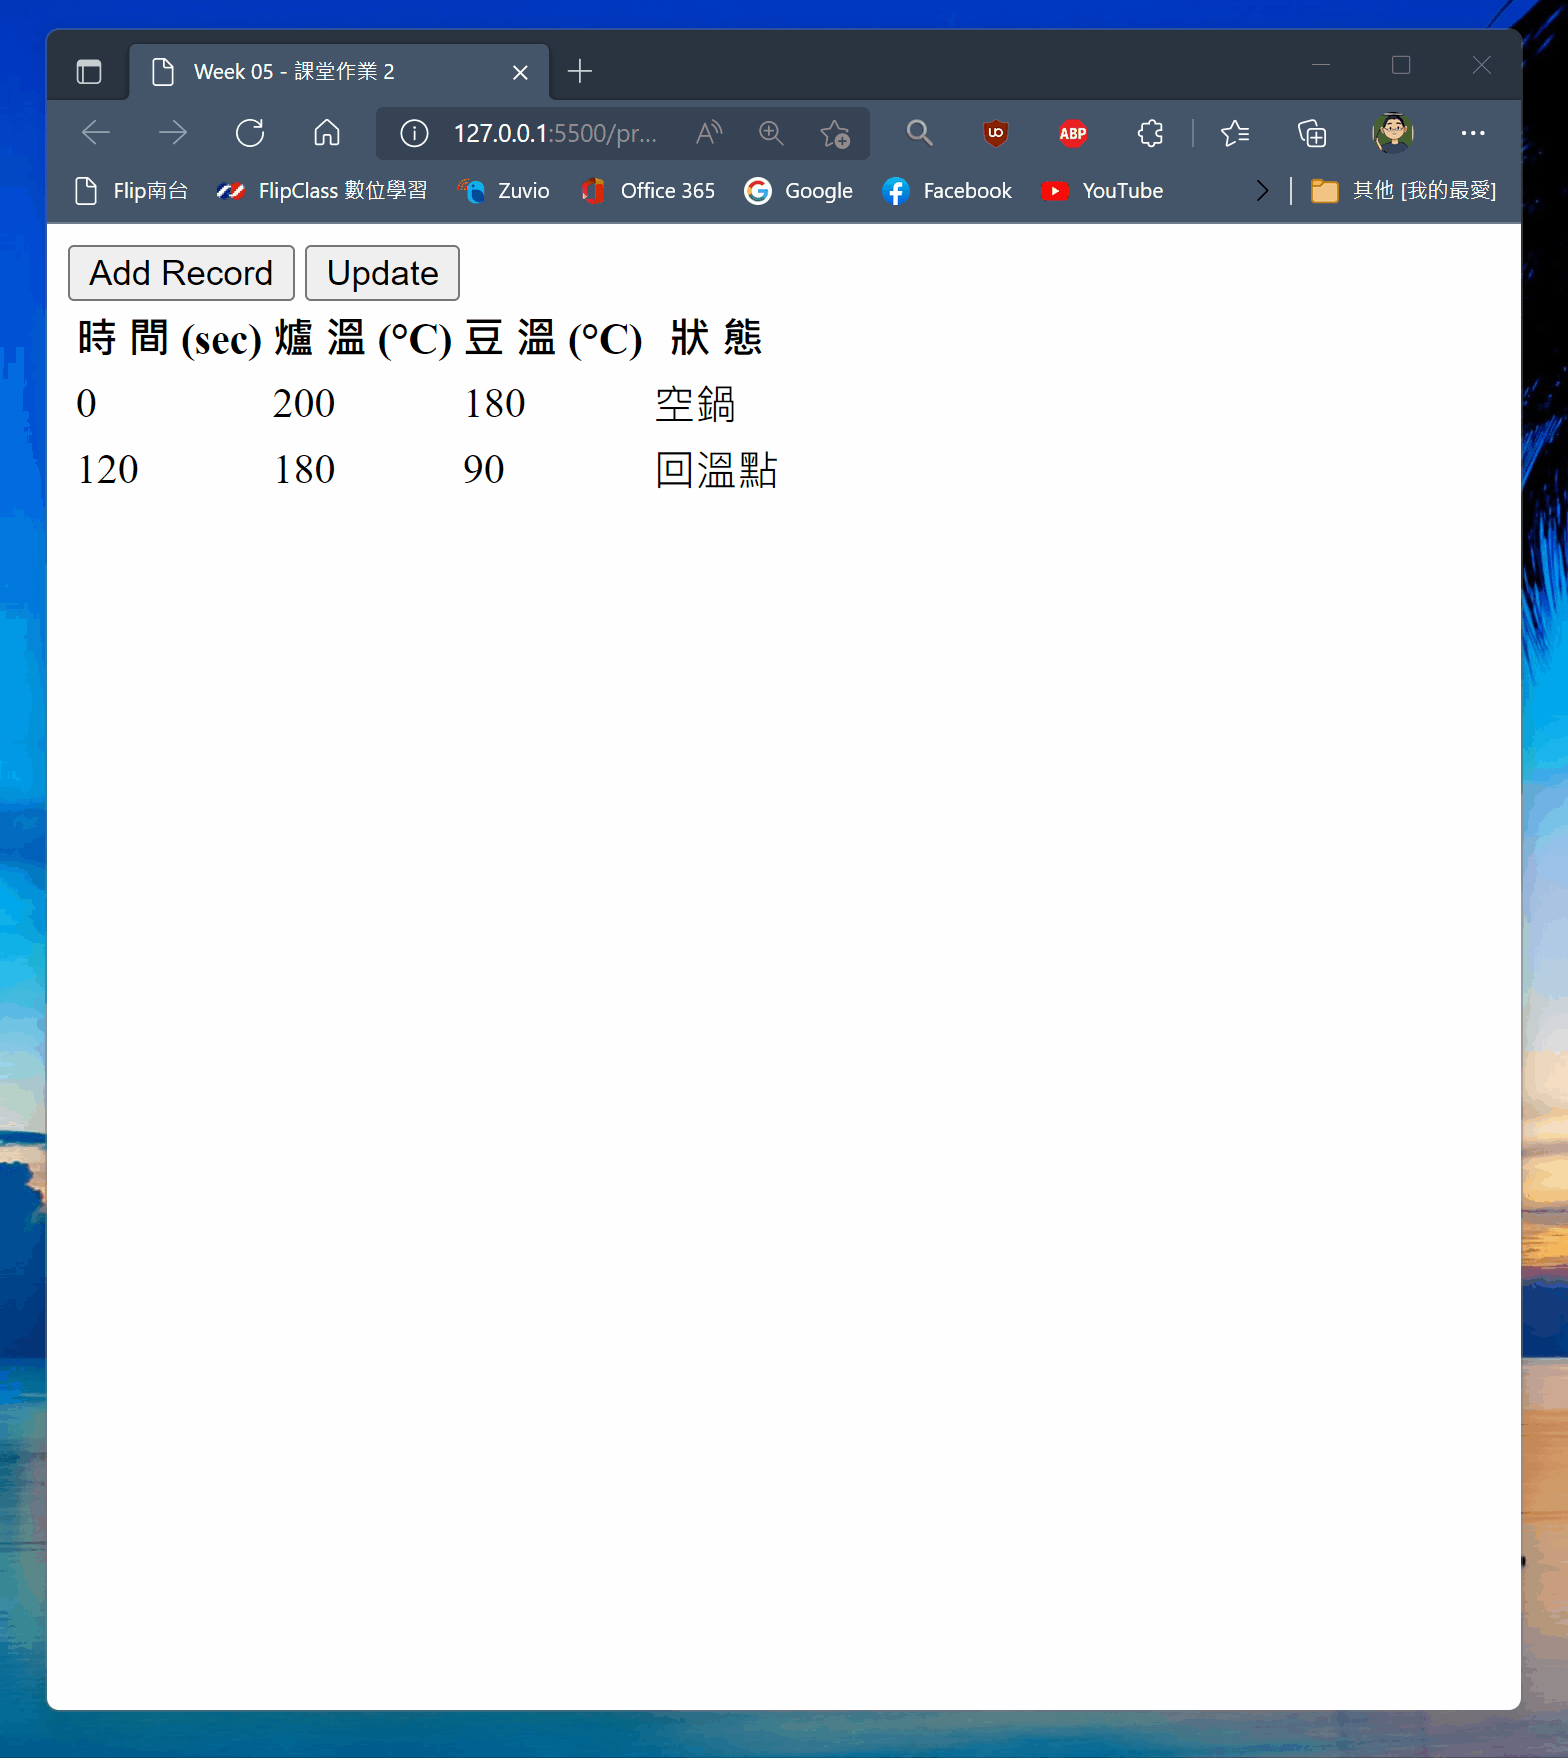 Week 05 - 課堂作業 2
127.0.0.1:5500/pr...
ABP
Flip南台 FlipClass 數位學習 Zuvio Office 365 Google Facebook YouTube 其他 [我的最愛]
Add Record Update
時間(sec) 爐溫(°C) 豆溫(°C) 狀態
0 200 180 空鍋
120 180 90 回溫點